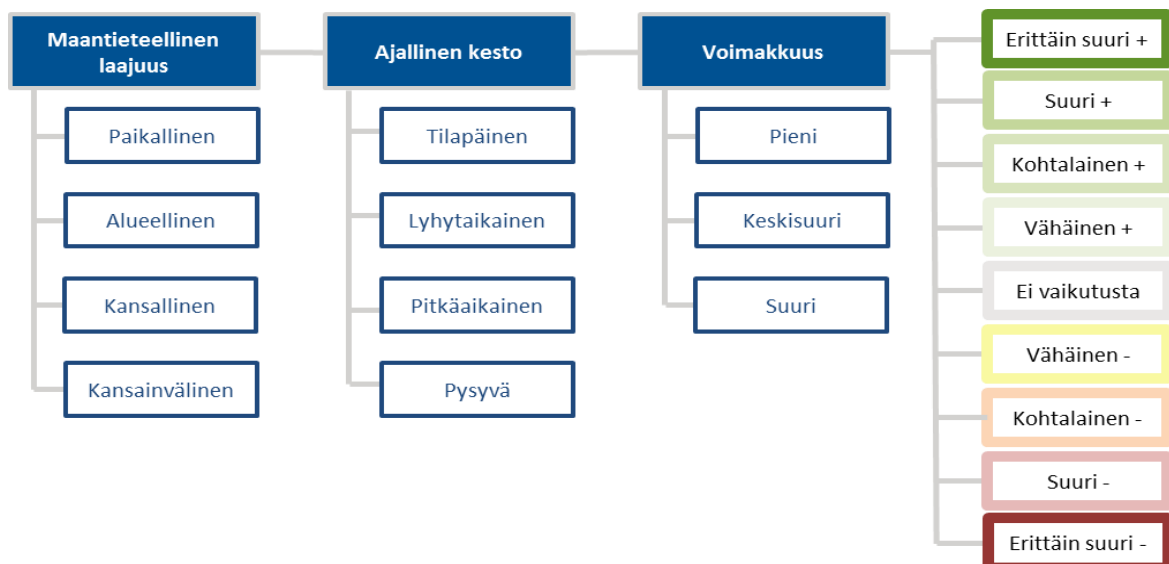 Maantieteellinen
laajuus
Paikallinen
Alueellinen
Kansallinen
Kansainvälinen
Ajallinen kesto
Tilapäinen
Lyhytaikainen
Pitkäaikainen
Pysyvä
Voimakkuus
Pieni
Keskisuuri
Suuri
Erittäin suuri +
Suuri +
Kohtalainen +
Vähäinen +
Ei vaikutusta
Vähäinen -
Kohtalainen -
Suuri -
Erittäin suuri -